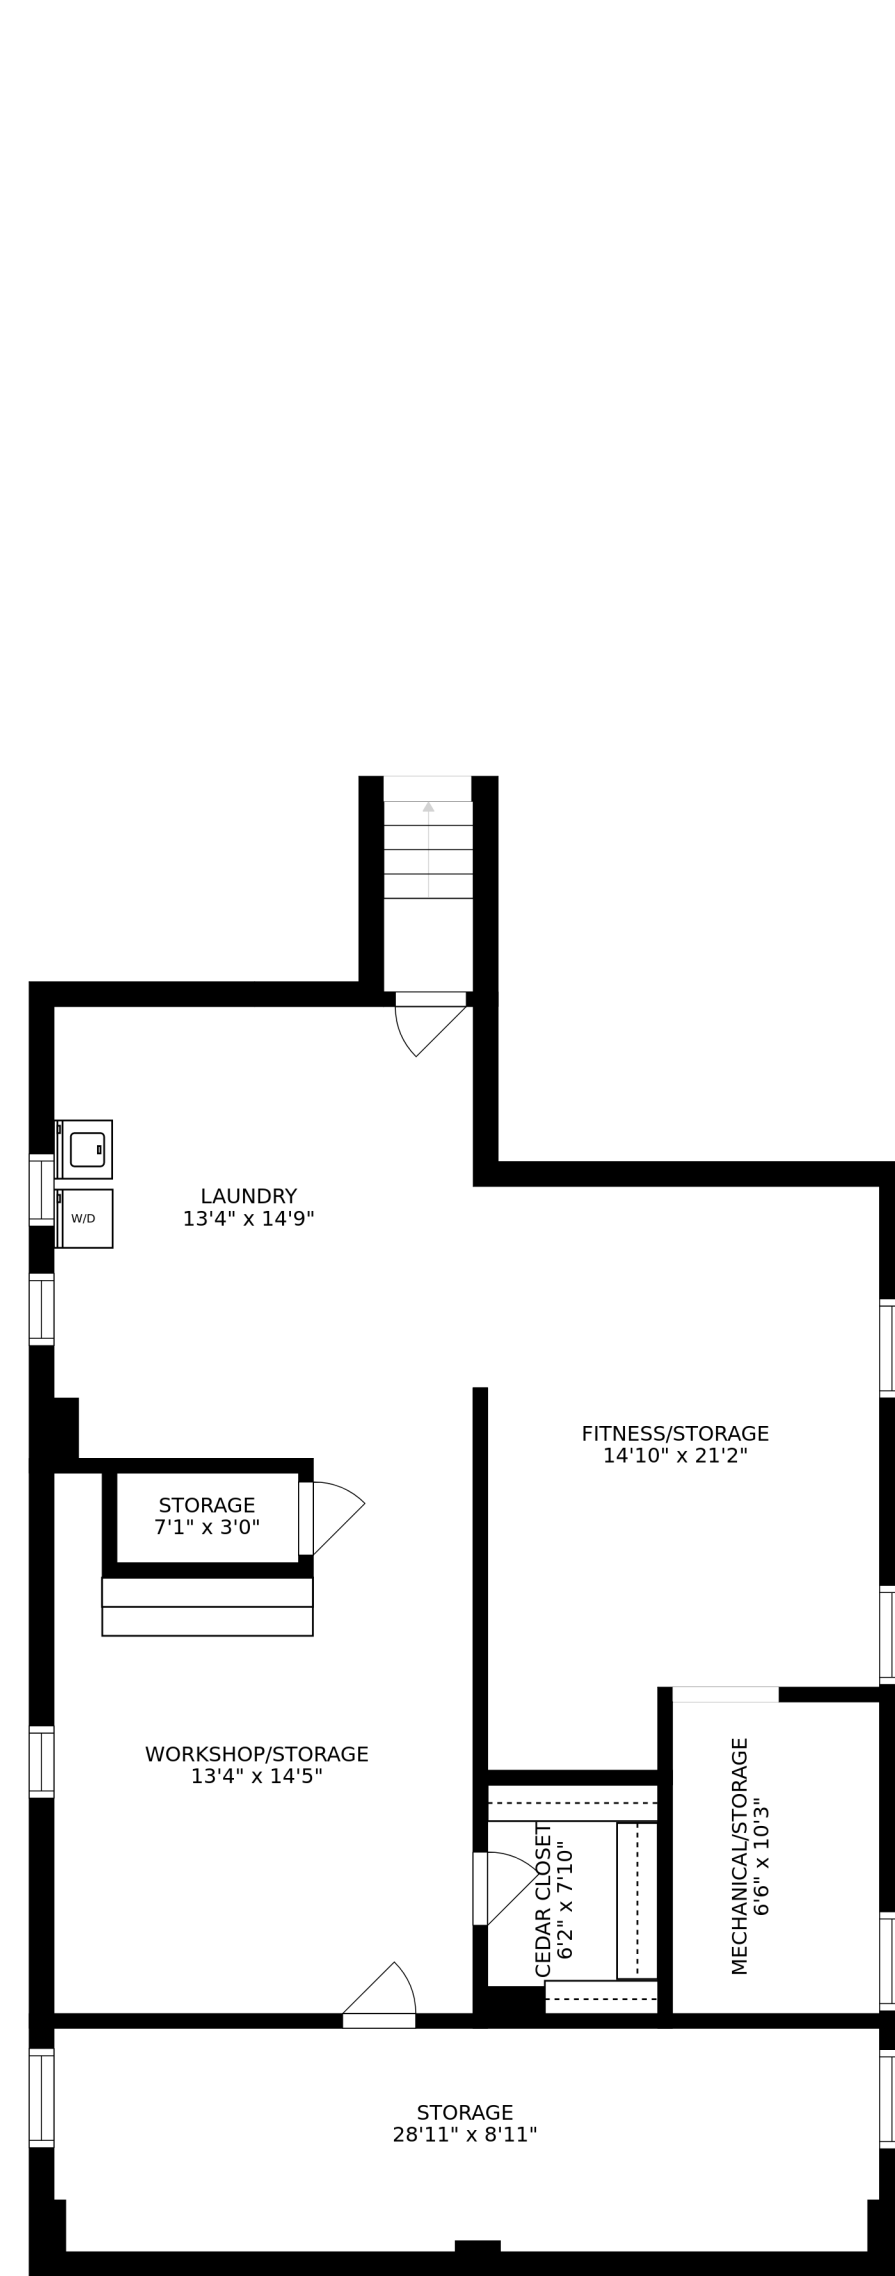 LAUNDRY
13'4" x 14'9"
W/D
FITNESS/STORAGE
14'10" x 21'2"
STORAGE
7'1" x 3'0"
WORKSHOP/STORAGE
13'4" x 14'5"
CEDAR CLOSET
6'2" x 7'10"
MECHANICAL/STORAGE
6'6" x 10'3"
STORAGE
28'11" x 8'11"